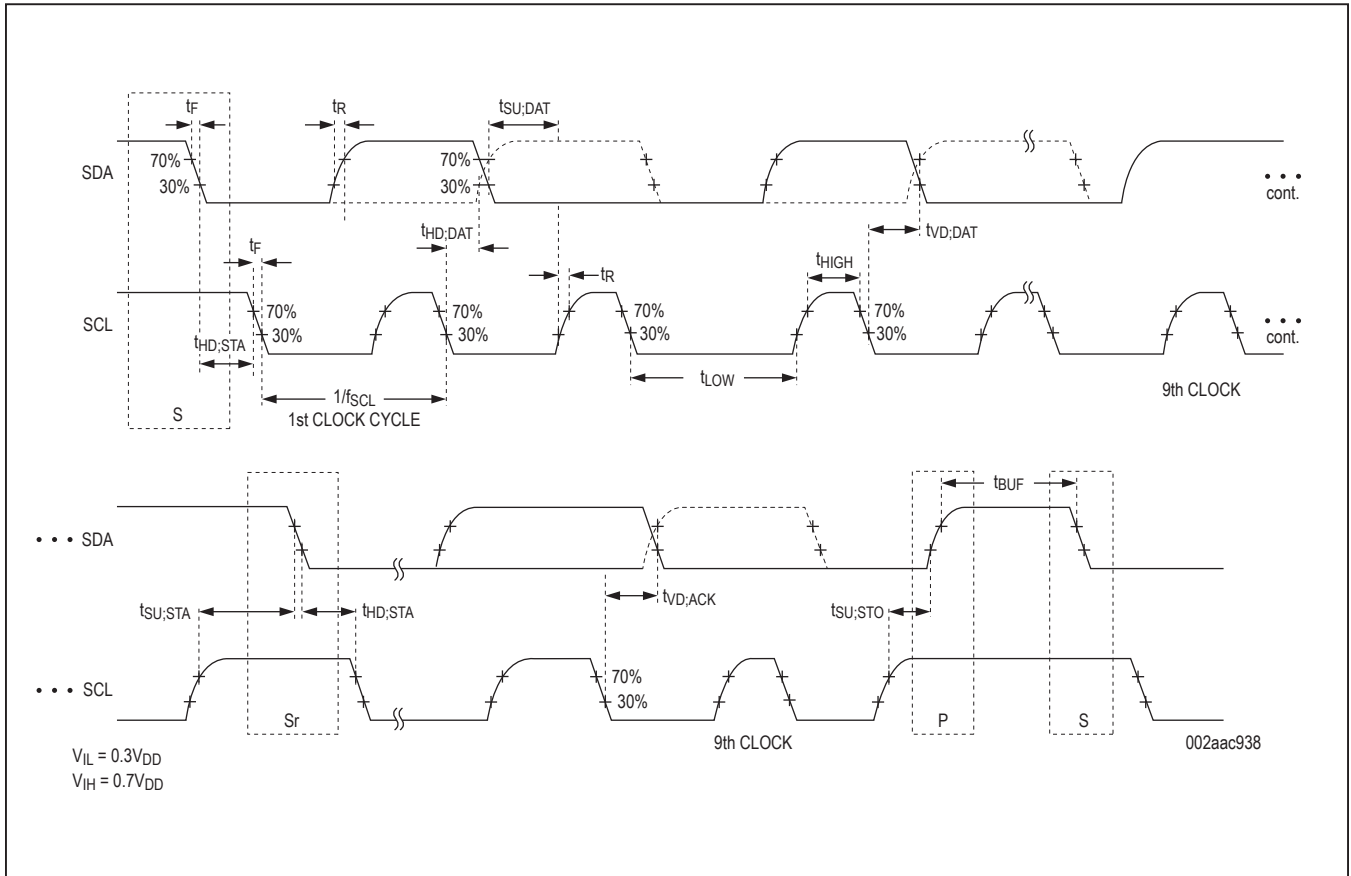 tF
tR
tSU;DAT
70%
30%
SDA
70%
30%
cont.
tHD;DAT
tVD;DAT
tF
tR
tHIGH
SCL
70%
30%
70%
30%
70%
30%
70%
30%
cont.
tHD;STA
tLOW
1/fSCL
1st CLOCK CYCLE
9th CLOCK
S
tBUF
SDA
tSU;STA
tHD;STA
tVD;ACK
tSU;STO
SCL
70%
30%
Sr
P
S
9th CLOCK
002aac938
VIL = 0.3VDD
VIH = 0.7VDD